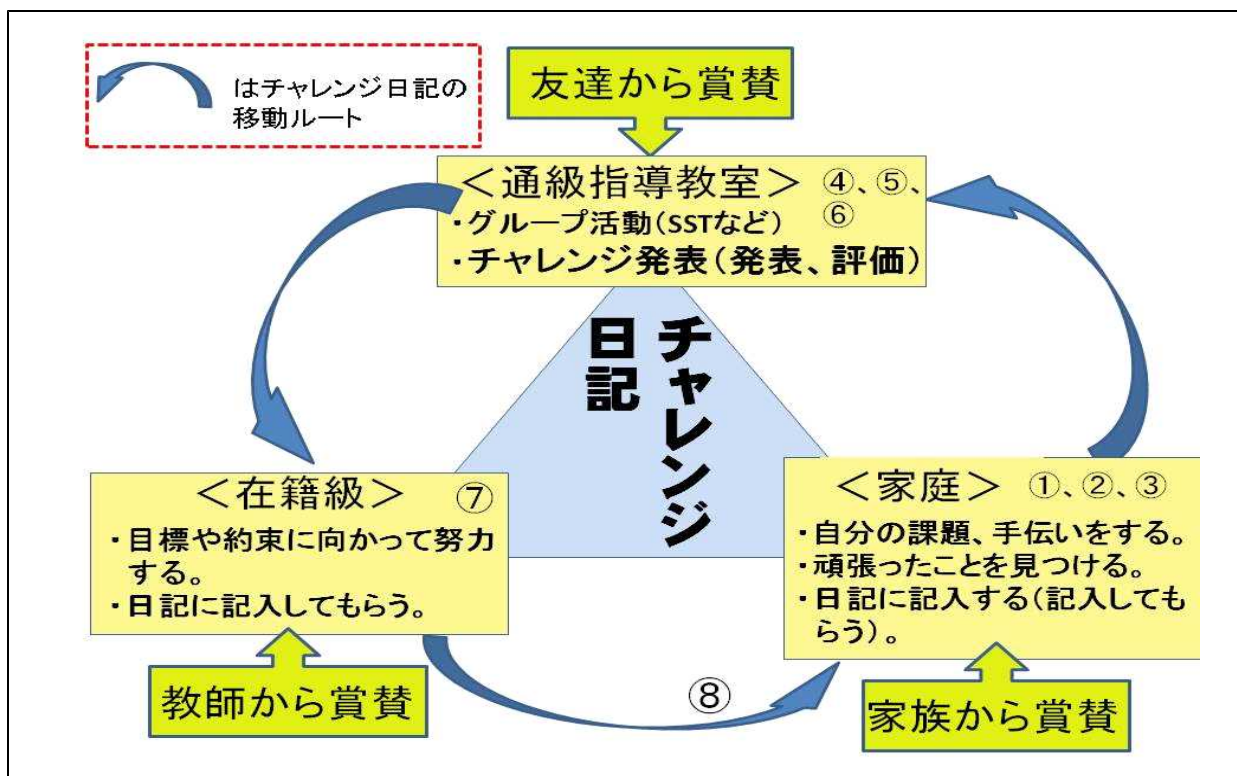 はチャレンジ日記の
移動ルート
友達から賞賛
＜通級指導教室＞ ④、⑤、
⑥
・グループ活動（SSTなど）
・チャレンジ発表（発表、評価）
チャレンジ
日記
＜在籍級＞ ⑦
・目標や約束に向かって努力
する。
・日記に記入してもらう。
教師から賞賛
⑧
＜家庭＞ ①、②、③
・自分の課題、手伝いをする。
・頑張ったことを見つける。
・日記に記入する（記入しても
らう）。
家族から賞賛